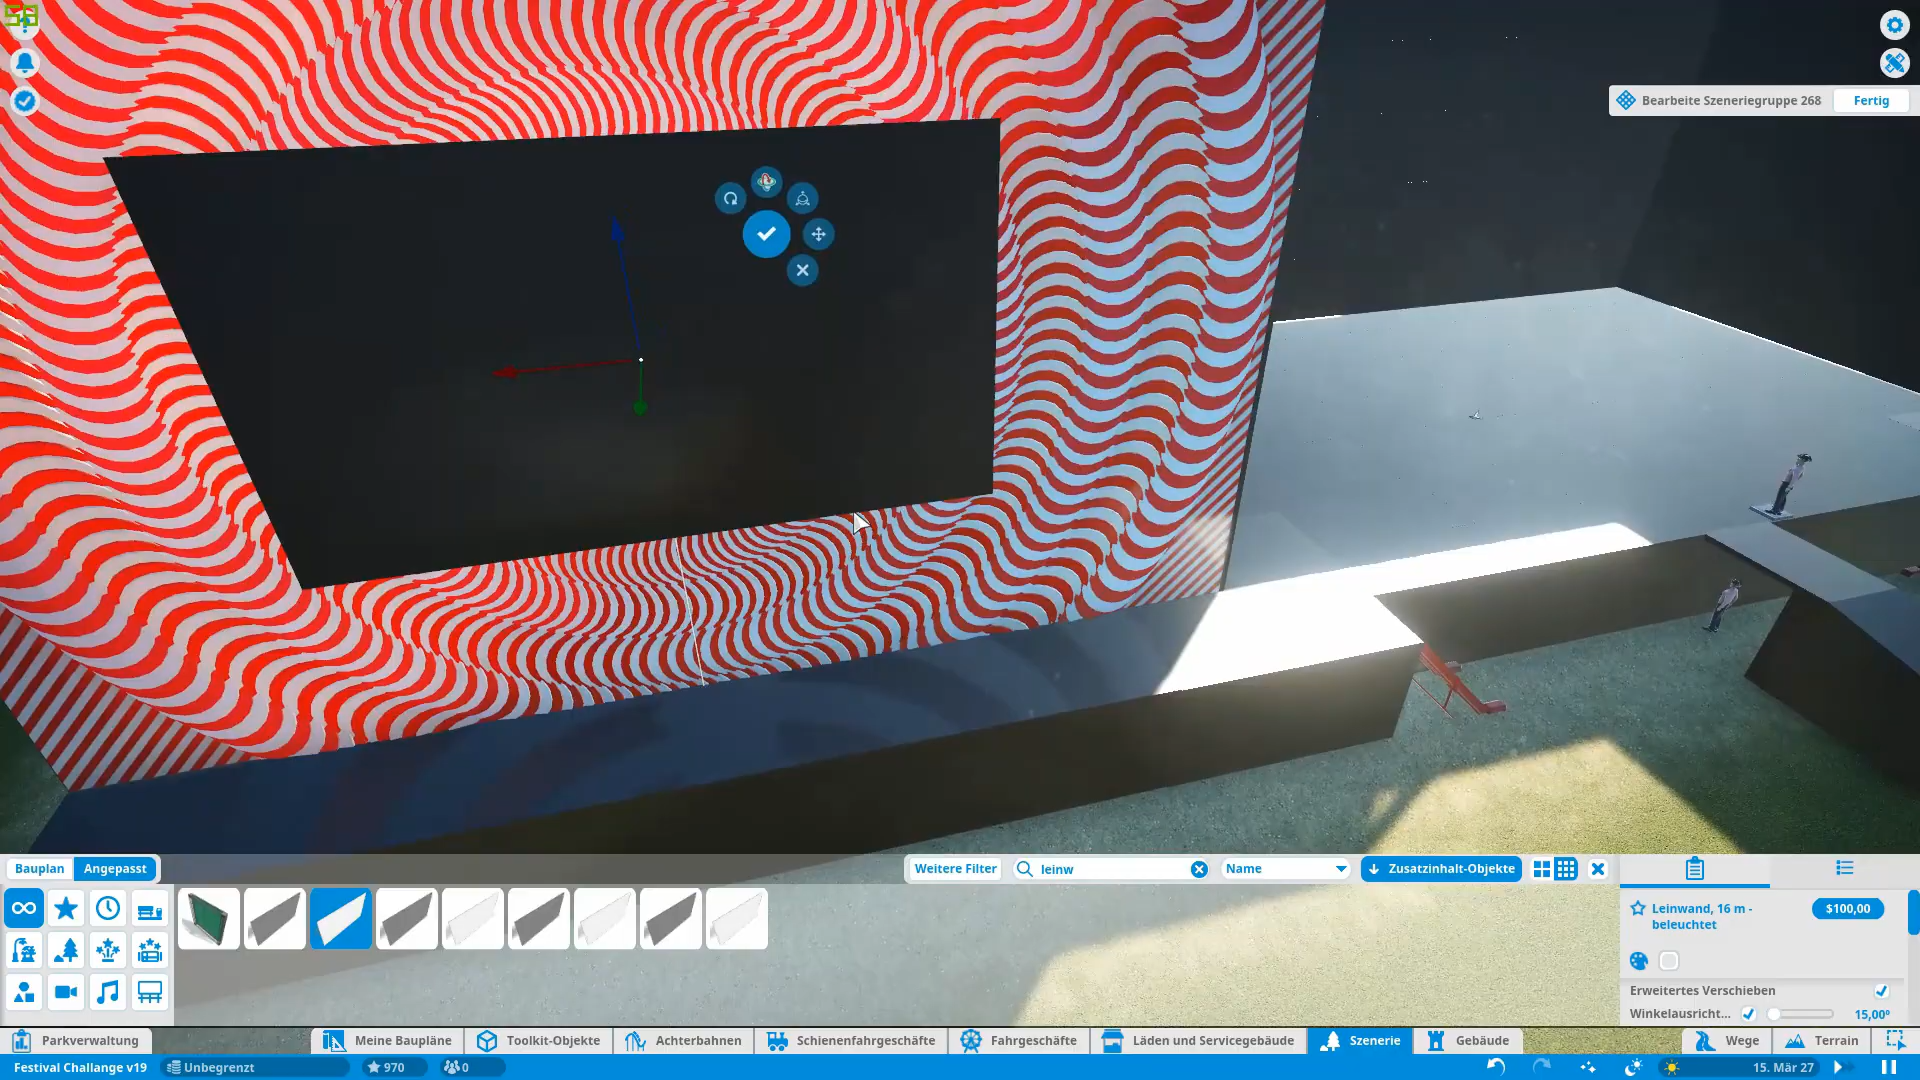 Bearbeite Szeneriegruppe 268
Fertig
Bauplan
Angepasst
Weitere Filter
leinw
Name
Zusatzinhalt-Objekte
Leinwand, 16 m -
beleuchtet
$100,00
Erweitertes Verschieben
Winkelausricht...
15,00°
Parkverwaltung
Meine Baupläne
Toolkit-Objekte
Achterbahnen
Schienenfahrgeschäfte
Fahrgeschäfte
Läden und Servicegebäude
Szenerie
Gebäude
Wege
Terrain
Festival Challange v19
Unbegrenzt
970
0
15. Mär 27